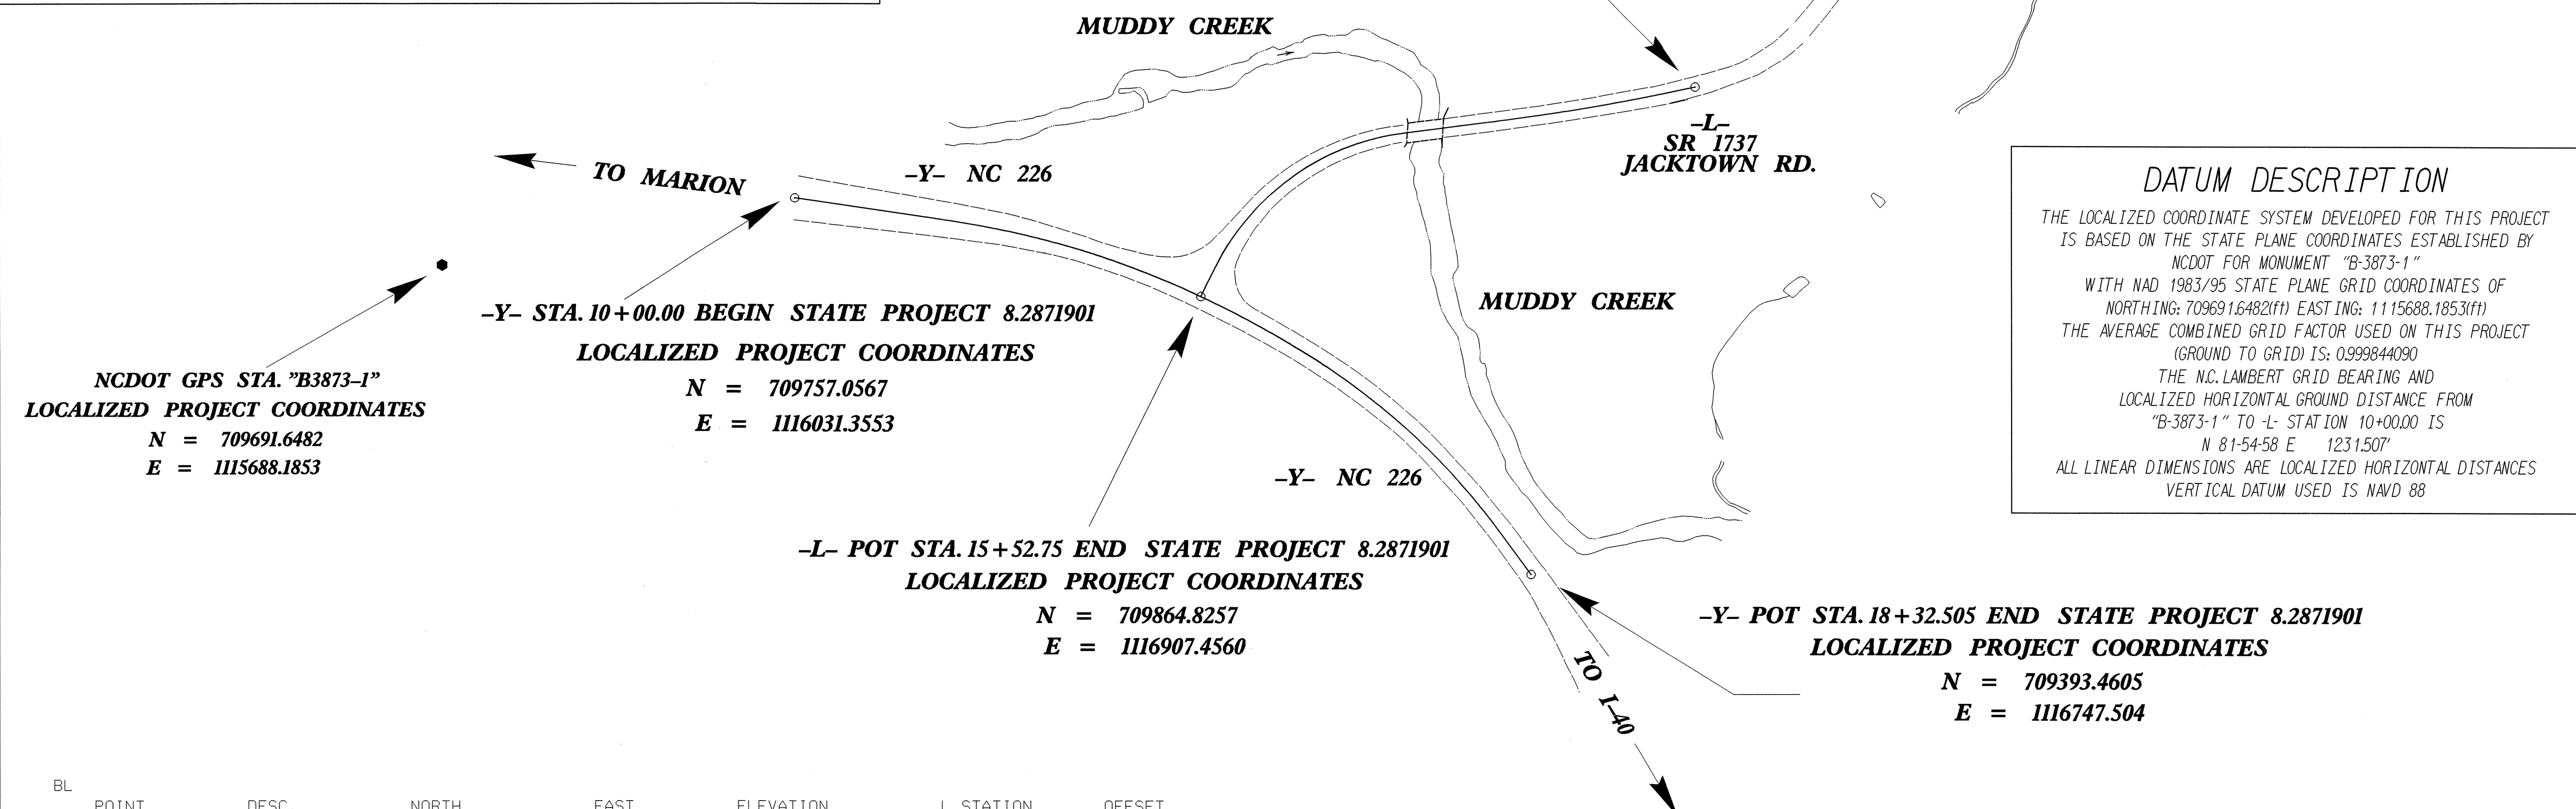 MUDDY CREEK
TO MARION
-Y- NC 226
-L-
SR 1737
JACKTOWN RD.
-Y- STA. 10+00.00 BEGIN STATE PROJECT 8.2871901
LOCALIZED PROJECT COORDINATES
N = 709757.0567
E = 1116031.3553
NCDOT GPS STA. "B3873-1"
LOCALIZED PROJECT COORDINATES
N = 709691.6482
E = 1115688.1853
MUDDY CREEK
-Y- NC 226
-L- POT STA. 15+52.75 END STATE PROJECT 8.2871901
LOCALIZED PROJECT COORDINATES
N = 709864.8257
E = 1116907.4560
-Y- POT STA. 18+32.505 END STATE PROJECT 8.2871901
LOCALIZED PROJECT COORDINATES
N = 709393.4605
E = 1116747.504
TO I-40
DATUM DESCRIPTION
THE LOCALIZED COORDINATE SYSTEM DEVELOPED FOR THIS PROJECT
IS BASED ON THE STATE PLANE COORDINATES ESTABLISHED BY
NCDOT FOR MONUMENT "B-3873-1"
WITH NAD 1983/95 STATE PLANE GRID COORDINATES OF
NORTHING: 709691.6482(ft) EASTING: 1115688.1853(ft)
THE AVERAGE COMBINED GRID FACTOR USED ON THIS PROJECT
(GROUND TO GRID) IS: 0.999844090
THE N.C. LAMBERT GRID BEARING AND
LOCALIZED HORIZONTAL GROUND DISTANCE FROM
"B-3873-1" TO -L- STATION 10+00.00 IS
N 81-54-58 E 1231.507'
ALL LINEAR DIMENSIONS ARE LOCALIZED HORIZONTAL DISTANCES
VERTICAL DATUM USED IS NAVD 88
BL
POINT DESC. NORTH EAST ELEVATION L STATION OFFSET